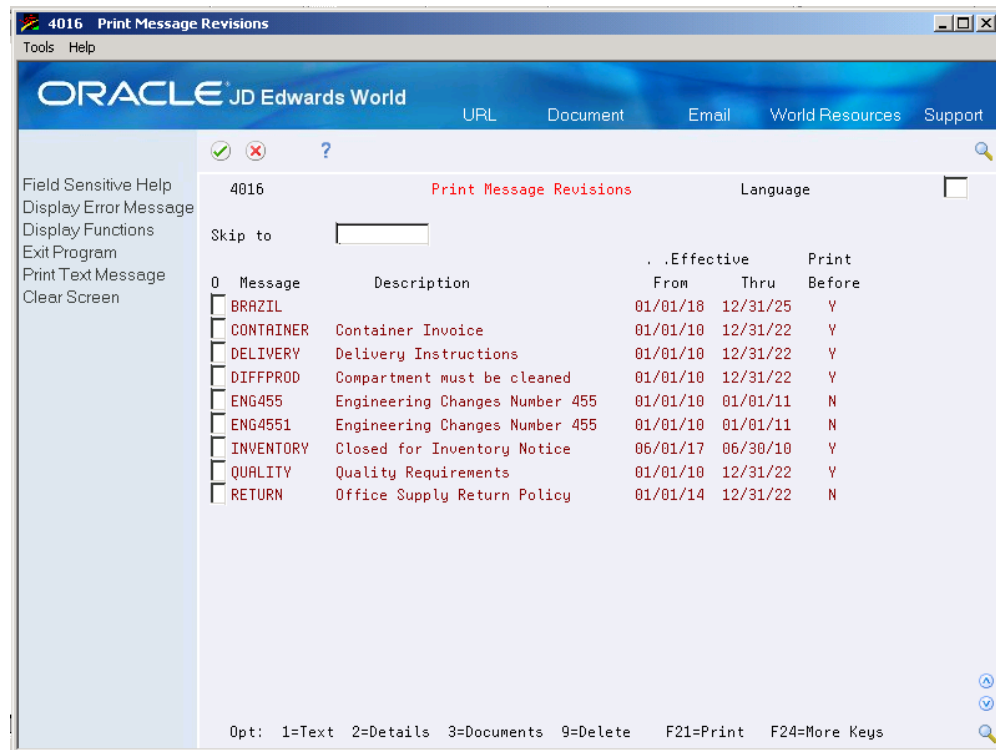 4016 Print Message Revisions
Tools Help
ORACLE JD Edwards World
URL Document Email World Resources Support
?
Field Sensitive Help
Display Error Message
Display Functions
Exit Program
Print Text Message
Clear Screen
4016 Print Message Revisions Language
Skip to
. .Effective Print
O Message Description From Thru Before
BRAZIL 01/01/18 12/31/25 Y
CONTAINER Container Invoice 01/01/10 12/31/22 Y
DELIVERY Delivery Instructions 01/01/10 12/31/22 Y
DIFFPROD Compartment must be cleaned 01/01/10 12/31/22 Y
ENG455 Engineering Changes Number 455 01/01/10 01/01/11 N
ENG4551 Engineering Changes Number 455 01/01/10 01/01/11 N
INVENTORY Closed for Inventory Notice 06/01/17 06/30/10 Y
QUALITY Quality Requirements 01/01/10 12/31/22 Y
RETURN Office Supply Return Policy 01/01/14 12/31/22 N
Opt: 1=Text 2=Details 3=Documents 9=Delete F21=Print F24=More Keys